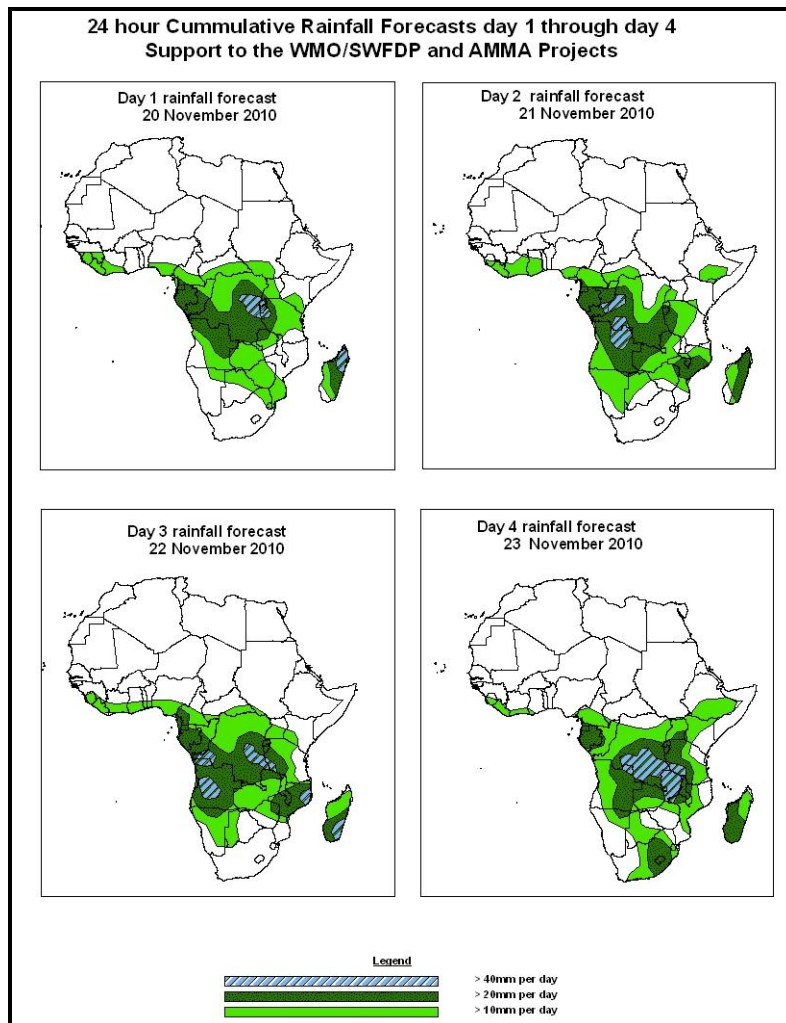 24 hour Cummulative Rainfall Forecasts day 1 through day 4
Support to the WMO/SWFDP and AMMA Projects
Day 1 rainfall forecast
20 November 2010
Day 2 rainfall forecast
21 November 2010
Day 3 rainfall forecast
22 November 2010
Day 4 rainfall forecast
23 November 2010
Legend
> 40mm per day
> 20mm per day
> 10mm per day